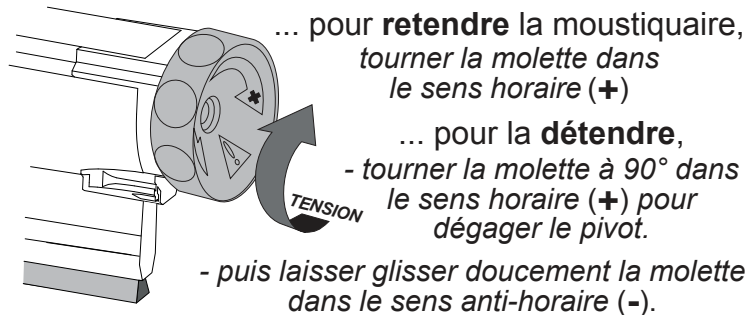 ... pour retendre la moustiquaire,
tourner la molette dans
le sens horaire (+)
... pour la détendre,
- tourner la molette à 90° dans
le sens horaire (+) pour
dégager le pivot.
TENSION
- puis laisser glisser doucement la molette
dans le sens anti-horaire (-).